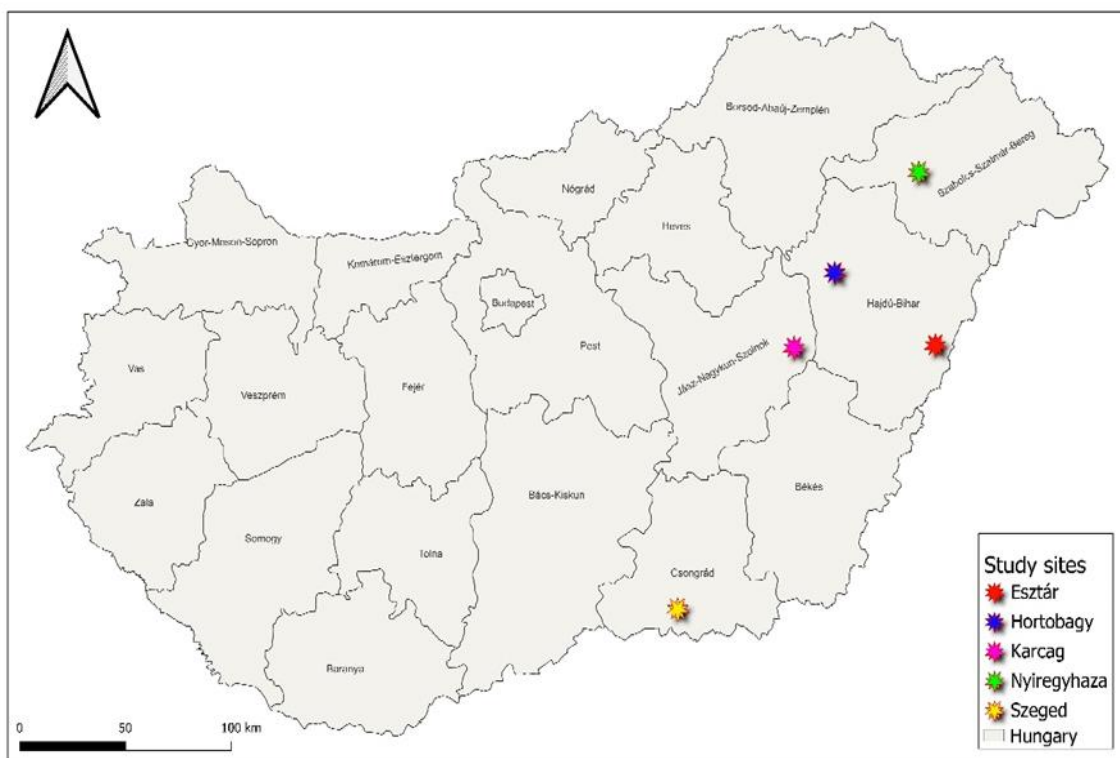 Borsod-Abaúj-Zemplén
Szabolcs-Szatmár-Bereg
Nógrád
Heves
Gyor-Moson-Sopron
Komárom-Esztergom
Budapest
Hajdú-Bihar
Pest
Jász-Nagykun-Szolnok
Vas
Veszprém
Fejér
Zala
Bács-Kiskun
Békés
Somogy
Tolna
Csongrád
Baranya
Study sites
Esztár
Hortobagy
Karcag
Nyiregyhaza
Szeged
Hungary
0 50 100 km